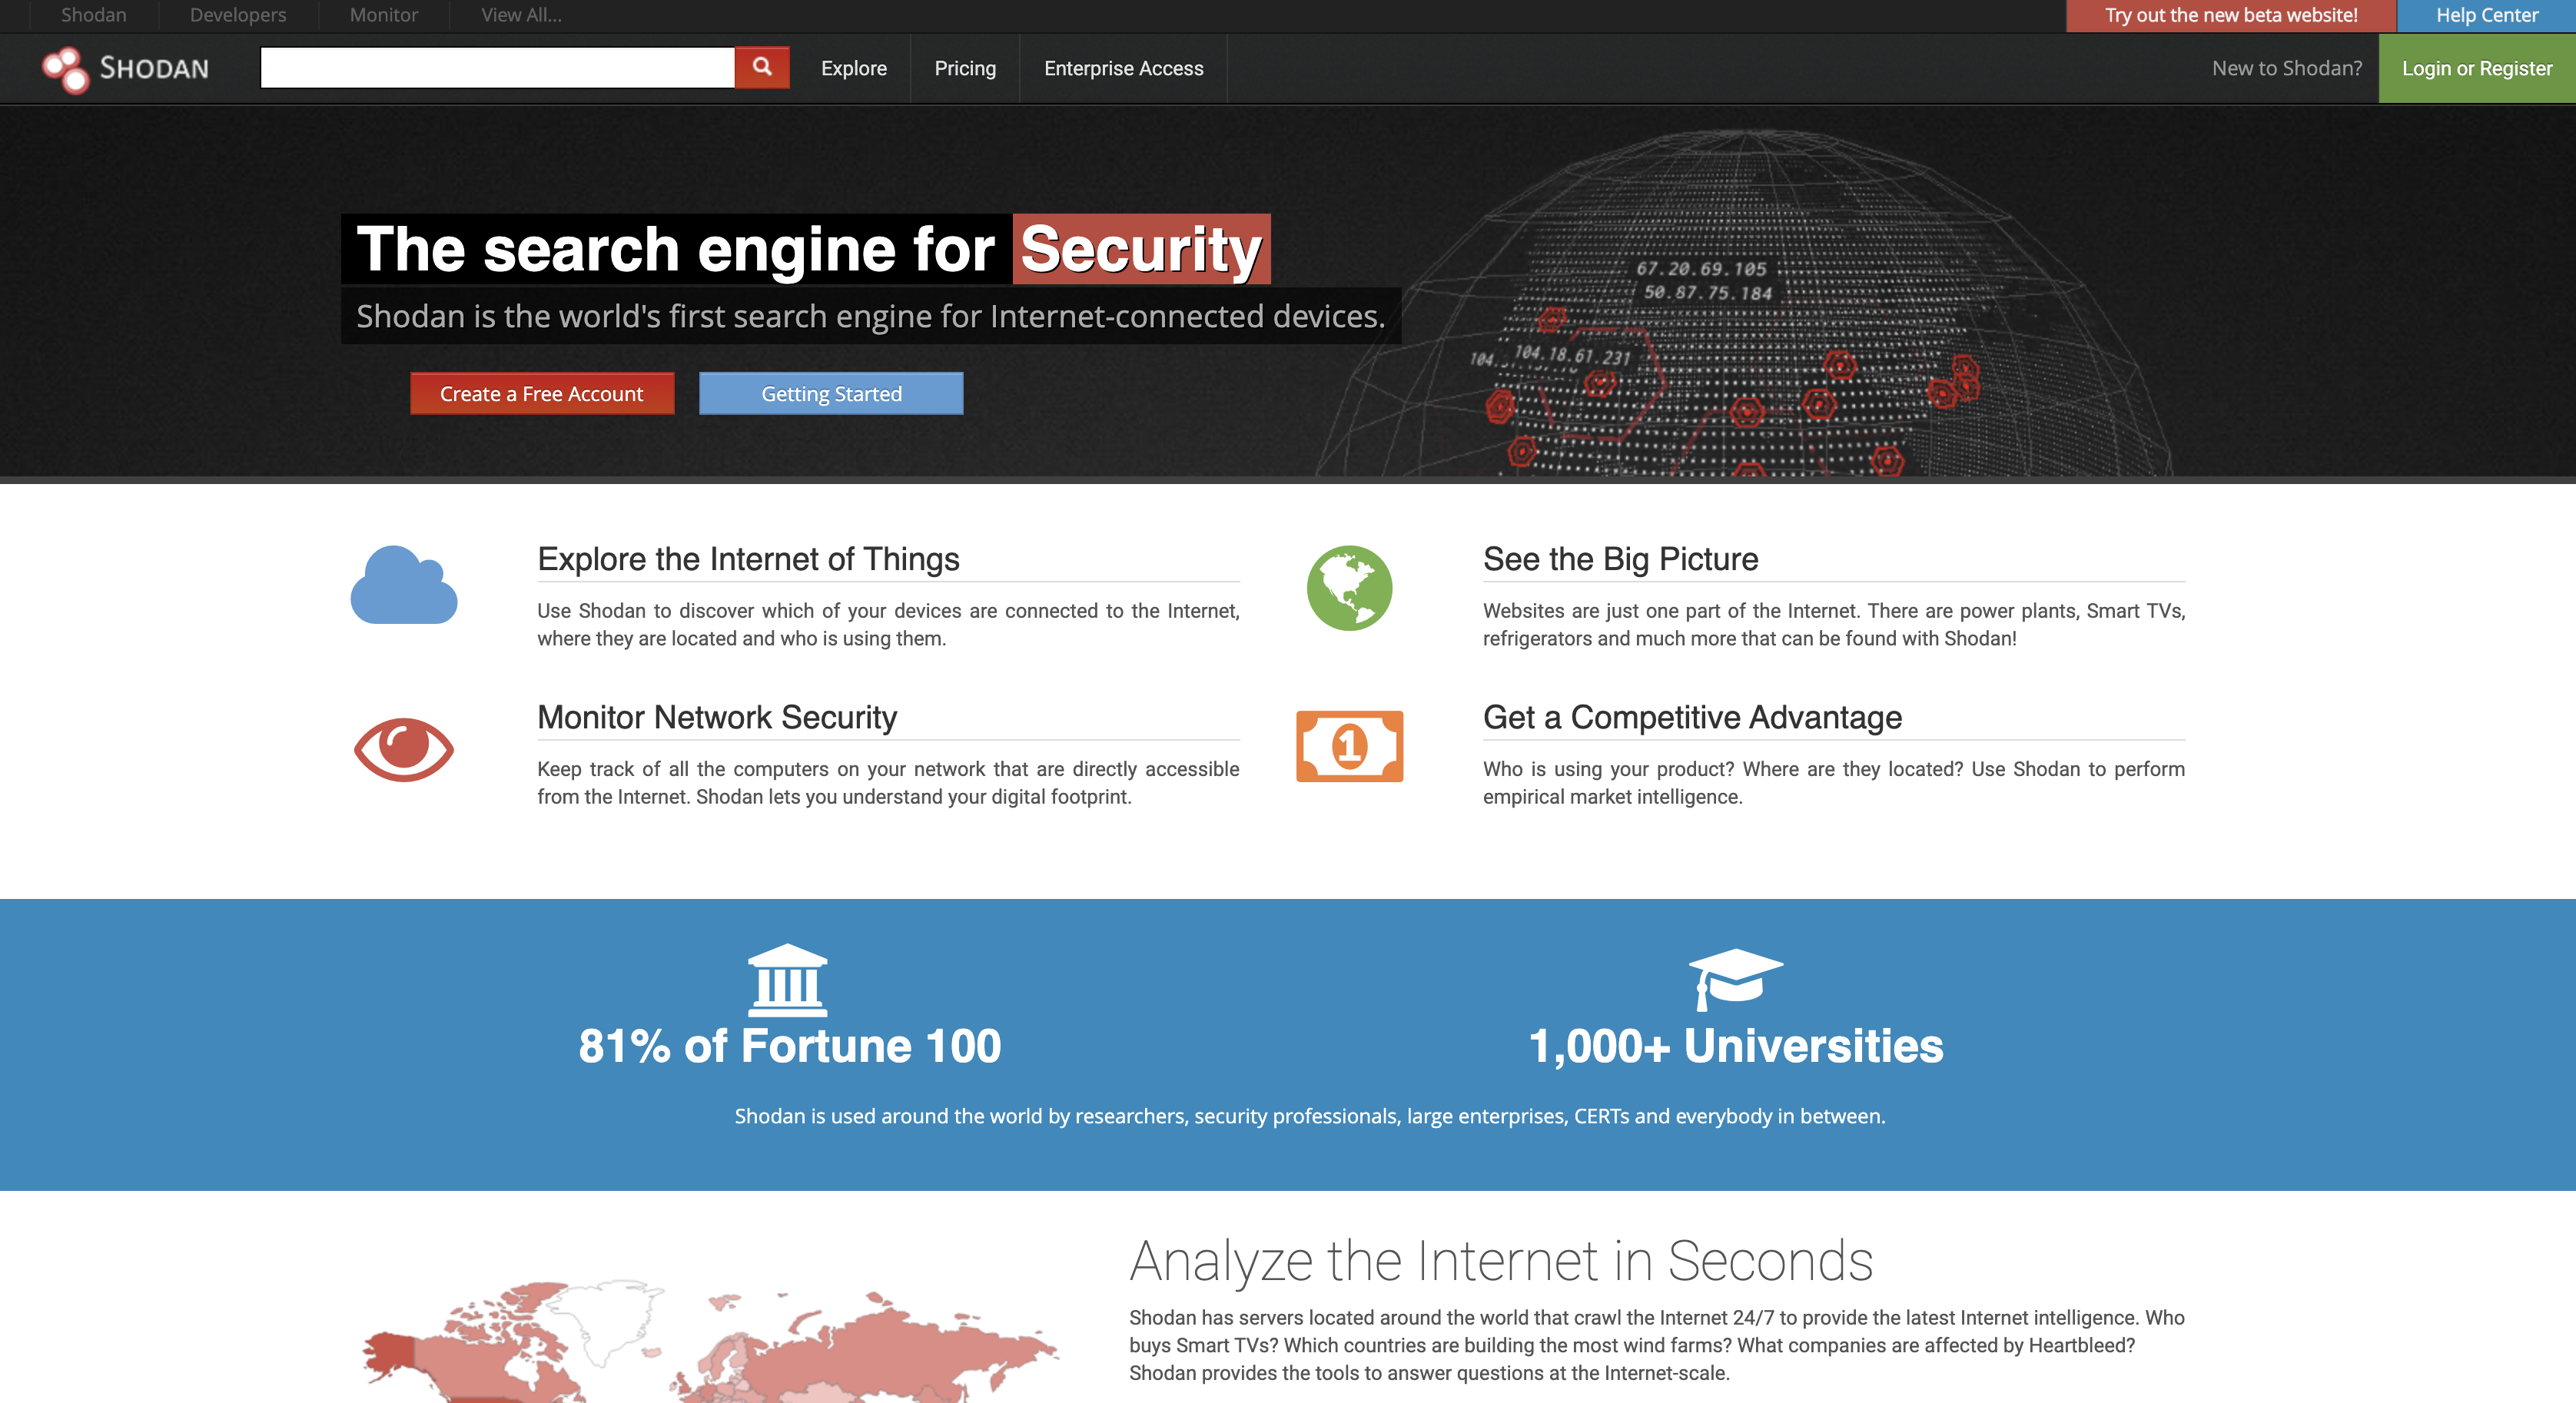 Shodan Developers Monitor View All... Try out the new beta website! Help Center
SHODAN Explore Pricing Enterprise Access New to Shodan? Login or Register
The search engine for Security
Shodan is the world's first search engine for Internet-connected devices.
Create a Free Account Getting Started
67.20.69.105
50.87.75.184
104.18.61.231
Explore the Internet of Things
Use Shodan to discover which of your devices are connected to the Internet,
where they are located and who is using them.
See the Big Picture
Websites are just one part of the Internet. There are power plants, Smart TVs,
refrigerators and much more that can be found with Shodan!
Monitor Network Security
Keep track of all the computers on your network that are directly accessible
from the Internet. Shodan lets you understand your digital footprint.
Get a Competitive Advantage
1
Who is using your product? Where are they located? Use Shodan to perform
empirical market intelligence.
81% of Fortune 100
1,000+ Universities
Shodan is used around the world by researchers, security professionals, large enterprises, CERTs and everybody in between.
Analyze the Internet in Seconds
Shodan has servers located around the world that crawl the Internet 24/7 to provide the latest Internet intelligence. Who
buys Smart TVs? Which countries are building the most wind farms? What companies are affected by Heartbleed?
Shodan provides the tools to answer questions at the Internet-scale.